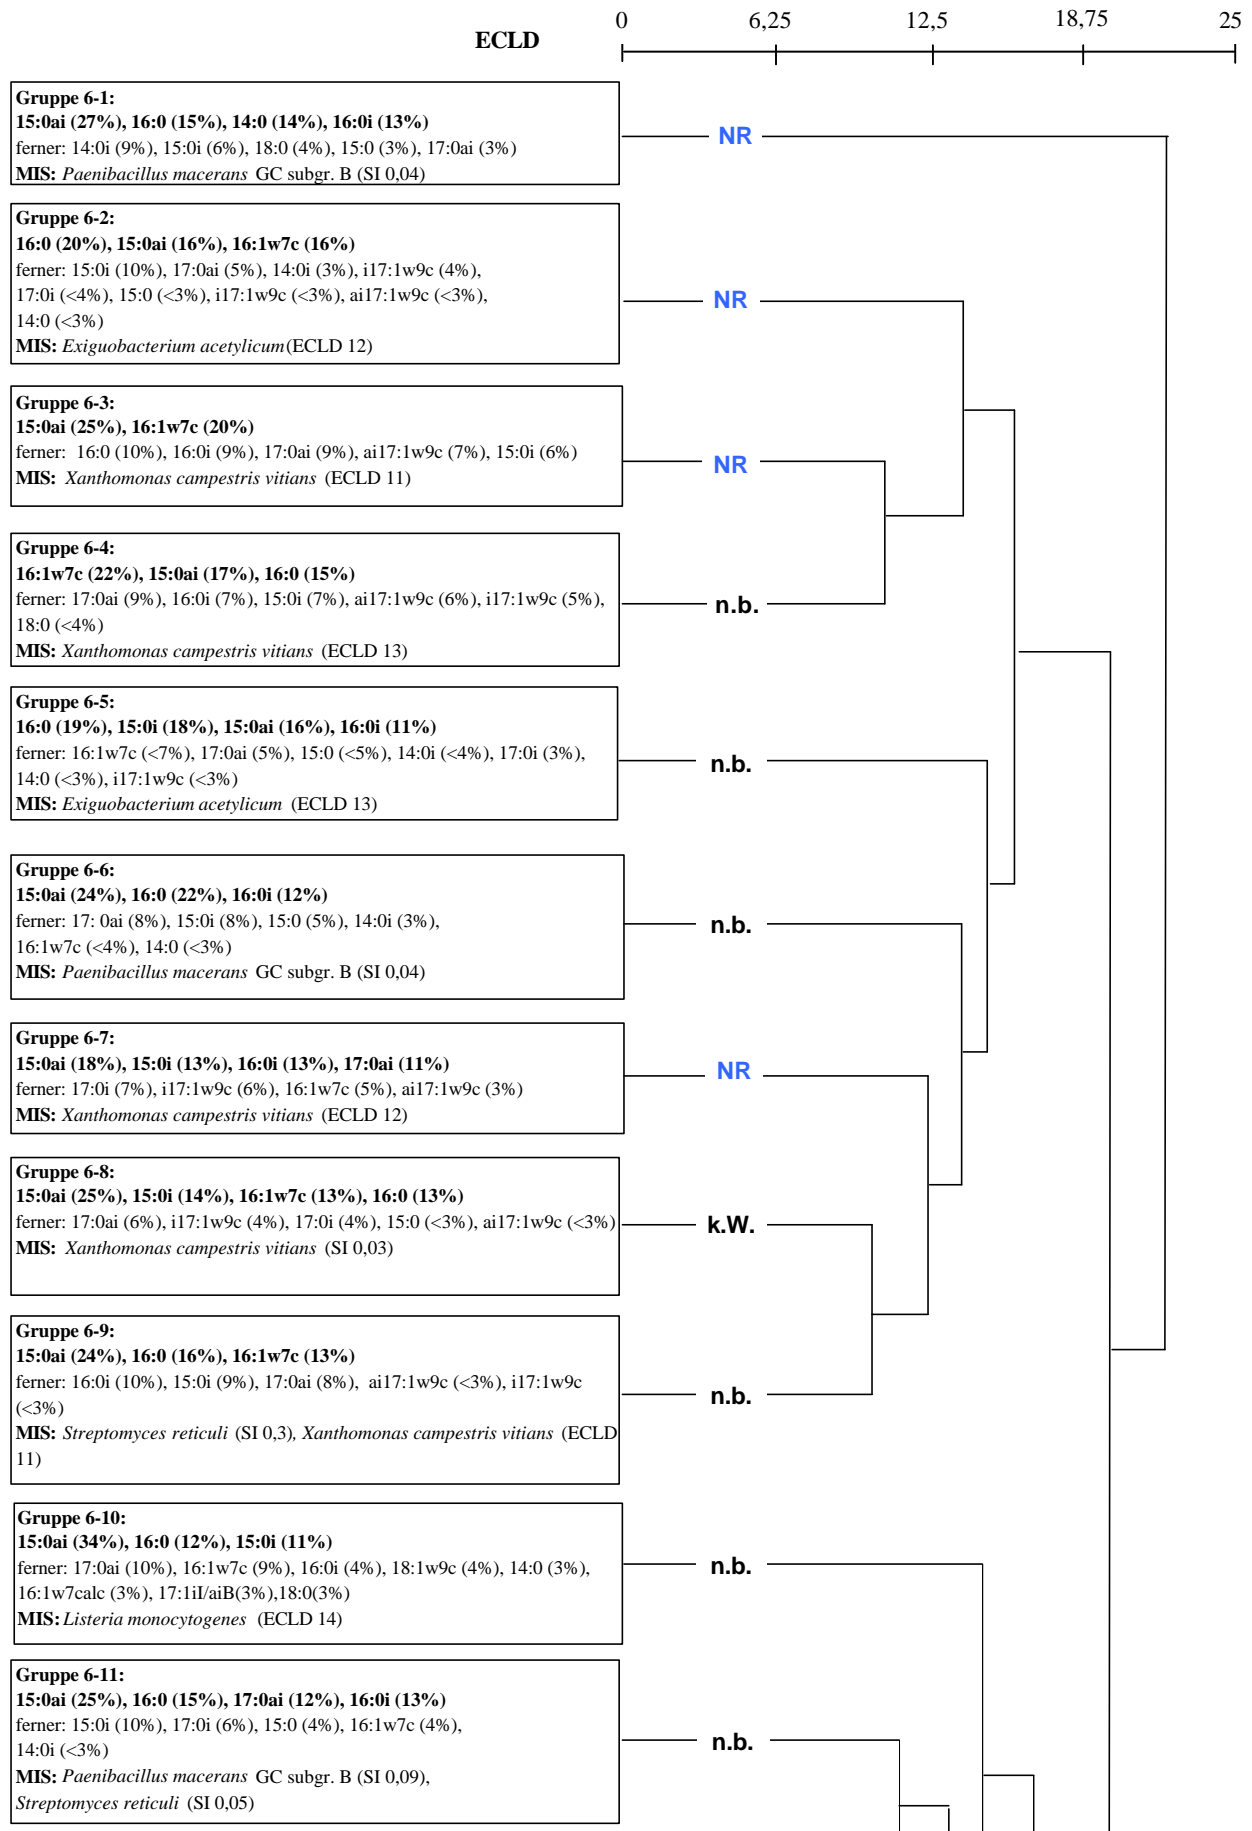 0 6,25 12,5 18,75 25
ECLD
Gruppe 6-1:
15:0ai (27%), 16:0 (15%), 14:0 (14%), 16:0i (13%)
ferner: 14:0i (9%), 15:0i (6%), 18:0 (4%), 15:0 (3%), 17:0ai (3%)
MIS: Paenibacillus macerans GC subgr. B (SI 0,04)
NR
Gruppe 6-2:
16:0 (20%), 15:0ai (16%), 16:1w7c (16%)
ferner: 15:0i (10%), 17:0ai (5%), 14:0i (3%), i17:1w9c (4%),
17:0i (<4%), 15:0 (<3%), i17:1w9c (<3%), ai17:1w9c (<3%),
14:0 (<3%)
MIS: Exiguobacterium acetylicum(ECLD 12)
NR
Gruppe 6-3:
15:0ai (25%), 16:1w7c (20%)
ferner: 16:0 (10%), 16:0i (9%), 17:0ai (9%), ai17:1w9c (7%), 15:0i (6%)
MIS: Xanthomonas campestris vitians (ECLD 11)
NR
Gruppe 6-4:
16:1w7c (22%), 15:0ai (17%), 16:0 (15%)
ferner: 17:0ai (9%), 16:0i (7%), 15:0i (7%), ai17:1w9c (6%), i17:1w9c (5%),
18:0 (<4%)
MIS: Xanthomonas campestris vitians (ECLD 13)
n.b.
Gruppe 6-5:
16:0 (19%), 15:0i (18%), 15:0ai (16%), 16:0i (11%)
ferner: 16:1w7c (<7%), 17:0ai (5%), 15:0 (<5%), 14:0i (<4%), 17:0i (3%),
14:0 (<3%), i17:1w9c (<3%)
MIS: Exiguobacterium acetylicum (ECLD 13)
n.b.
Gruppe 6-6:
15:0ai (24%), 16:0 (22%), 16:0i (12%)
ferner: 17: 0ai (8%), 15:0i (8%), 15:0 (5%), 14:0i (3%),
16:1w7c (<4%), 14:0 (<3%)
MIS: Paenibacillus macerans GC subgr. B (SI 0,04)
n.b.
Gruppe 6-7:
15:0ai (18%), 15:0i (13%), 16:0i (13%), 17:0ai (11%)
ferner: 17:0i (7%), i17:1w9c (6%), 16:1w7c (5%), ai17:1w9c (3%)
MIS: Xanthomonas campestris vitians (ECLD 12)
NR
Gruppe 6-8:
15:0ai (25%), 15:0i (14%), 16:1w7c (13%), 16:0 (13%)
ferner: 17:0ai (6%), i17:1w9c (4%), 17:0i (4%), 15:0 (<3%), ai17:1w9c (<3%)
MIS: Xanthomonas campestris vitians (SI 0,03)
k.W.
Gruppe 6-9:
15:0ai (24%), 16:0 (16%), 16:1w7c (13%)
ferner: 16:0i (10%), 15:0i (9%), 17:0ai (8%), ai17:1w9c (<3%), i17:1w9c
(<3%)
MIS: Streptomyces reticuli (SI 0,3), Xanthomonas campestris vitians (ECLD
11)
n.b.
Gruppe 6-10:
15:0ai (34%), 16:0 (12%), 15:0i (11%)
ferner: 17:0ai (10%), 16:1w7c (9%), 16:0i (4%), 18:1w9c (4%), 14:0 (3%),
16:1w7calc (3%), 17:1iI/aiB(3%),18:0(3%)
MIS: Listeria monocytogenes (ECLD 14)
n.b.
Gruppe 6-11:
15:0ai (25%), 16:0 (15%), 17:0ai (12%), 16:0i (13%)
ferner: 15:0i (10%), 17:0i (6%), 15:0 (4%), 16:1w7c (4%),
14:0i (<3%)
MIS: Paenibacillus macerans GC subgr. B (SI 0,09),
Streptomyces reticuli (SI 0,05)
n.b.